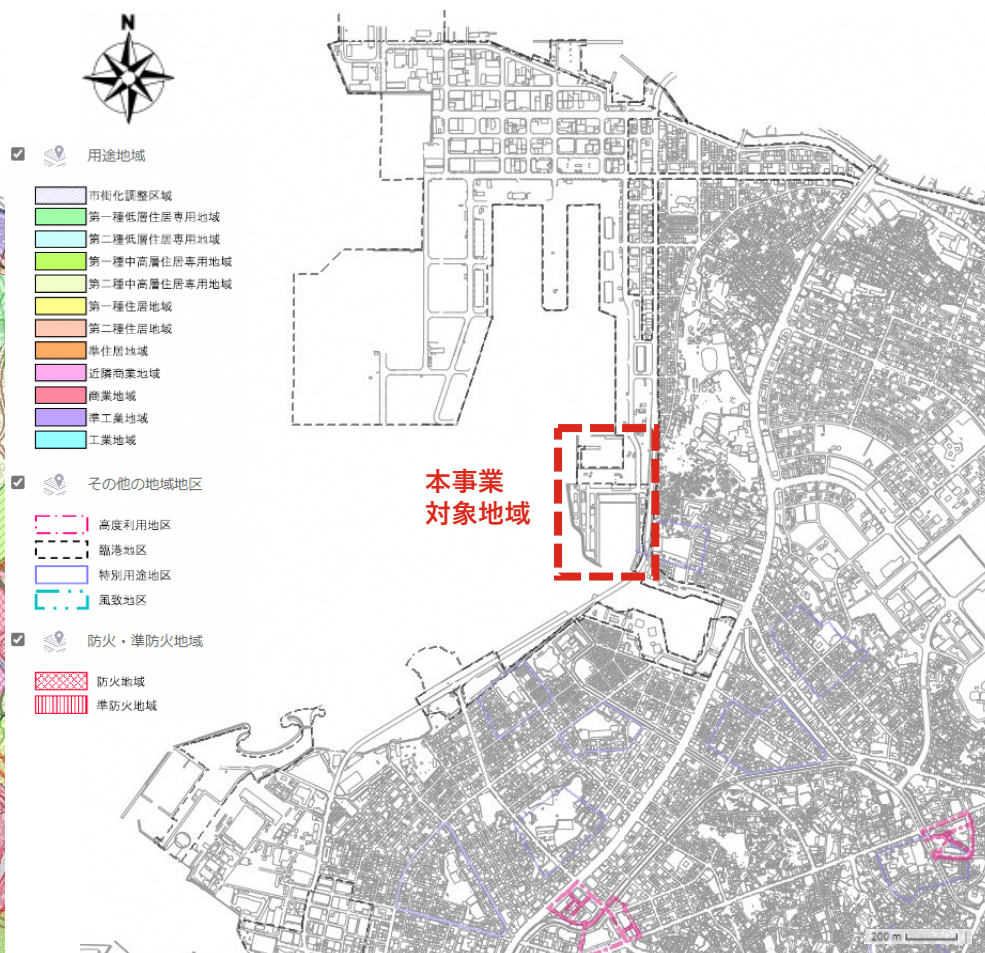 N
用途地域
市街化調整区域
第一種低層住居専用地域
第二種低層住居専用地域
第一種中高層住居専用地域
第二種中高層住居専用地域
第一種住居地域
第二種住居地域
準住居地域
近隣商業地域
商業地域
準工業地域
工業地域
その他の地域地区
高度利用地区
臨港地区
特別用途地区
風致地区
防火・準防火地域
防火地域
準防火地域
本事業
対象地域
200 m